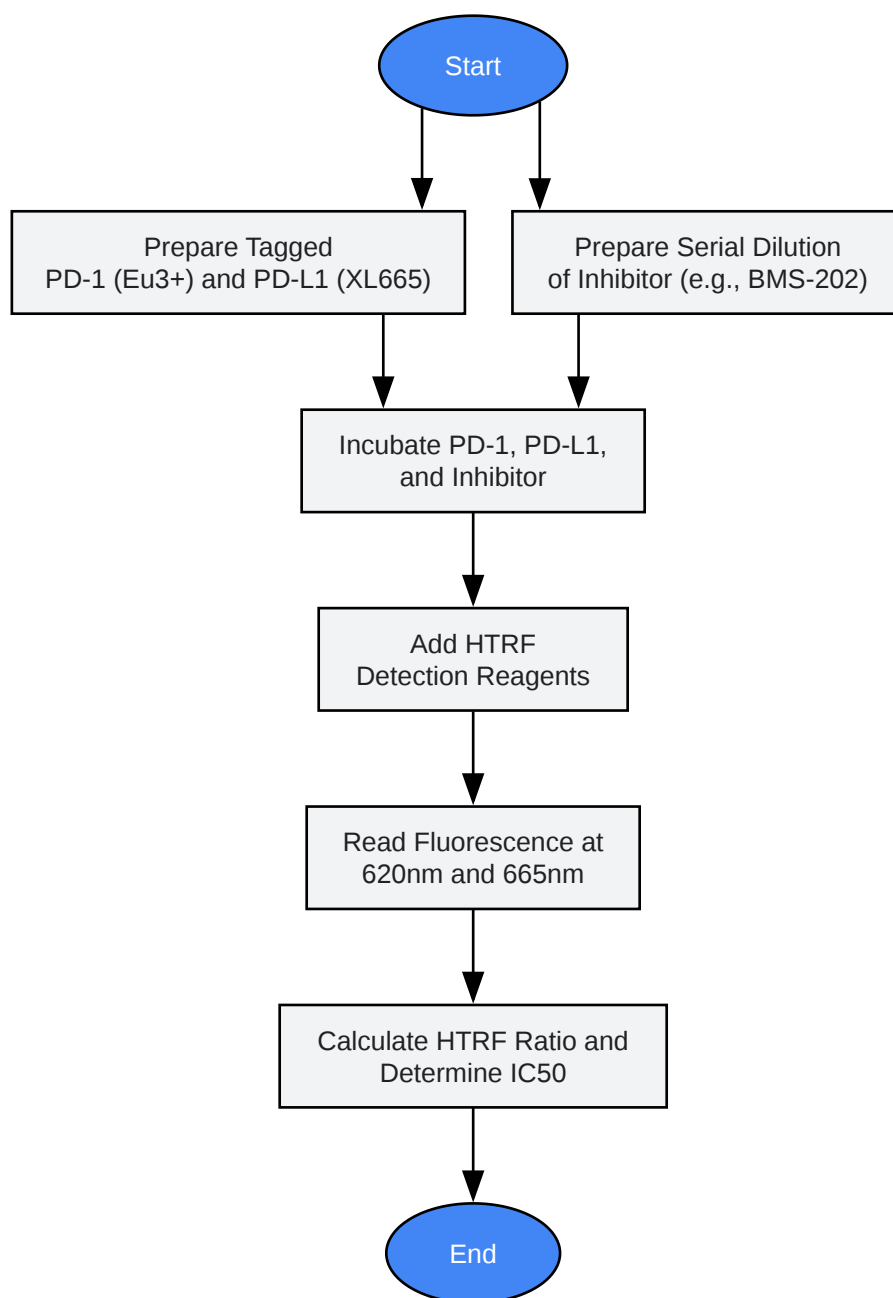 Start
Prepare Tagged
PD-1 (Eu3+) and PD-L1 (XL665)
Prepare Serial Dilution
of Inhibitor (e.g., BMS-202)
Incubate PD-1, PD-L1,
and Inhibitor
Add HTRF
Detection Reagents
Read Fluorescence at
620nm and 665nm
Calculate HTRF Ratio and
Determine IC50
End